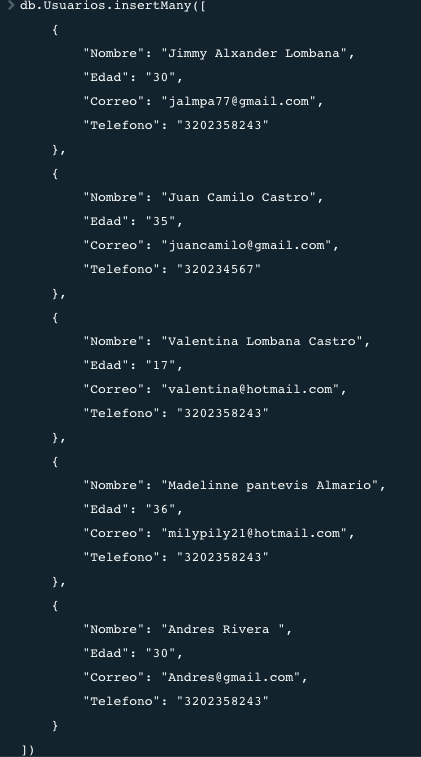 > db.Usuarios.insertMany([
{
"Nombre": "Jimmy Alxander Lombana",
"Edad": "30",
"Correo": "jalmpa77@gmail.com",
"Telefono": "3202358243"
},
{
"Nombre": "Juan Camilo Castro",
"Edad": "35",
"Correo": "juancamilo@gmail.com",
"Telefono": "320234567"
},
{
"Nombre": "Valentina Lombana Castro",
"Edad": "17",
"Correo": "valentina@hotmail.com",
"Telefono": "3202358243"
},
{
"Nombre": "Madelinne pantevis Almario",
"Edad": "36",
"Correo": "milypily21@hotmail.com",
"Telefono": "3202358243"
},
{
"Nombre": "Andres Rivera ",
"Edad": "30",
"Correo": "Andres@gmail.com",
"Telefono": "3202358243"
}
])